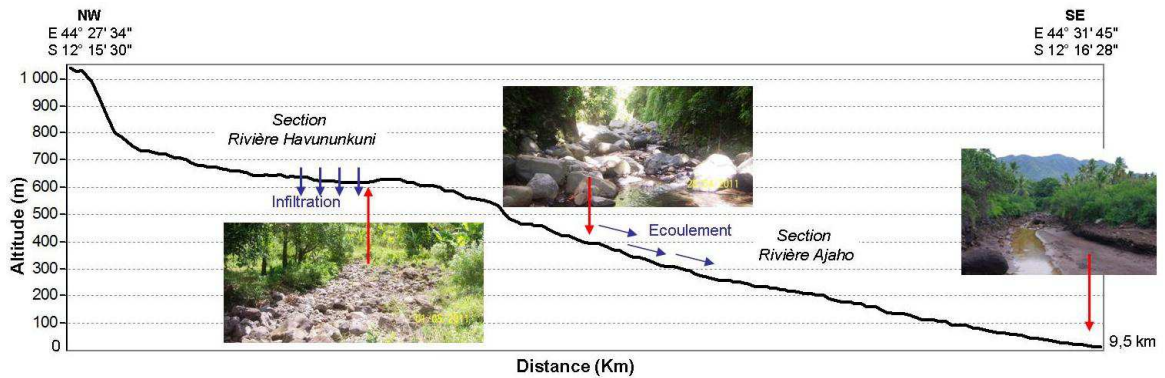 NW
E 44° 27' 34"
S 12° 15' 30"
SE
E 44° 31' 45"
S 12° 16' 28"
Altitude (m)
1 000
900
800
700
600
500
400
300
200
100
0
Section
Rivière Havununkuni
Infiltration
Ecoulement
Section
Rivière Ajaho
9,5 km
Distance (Km)